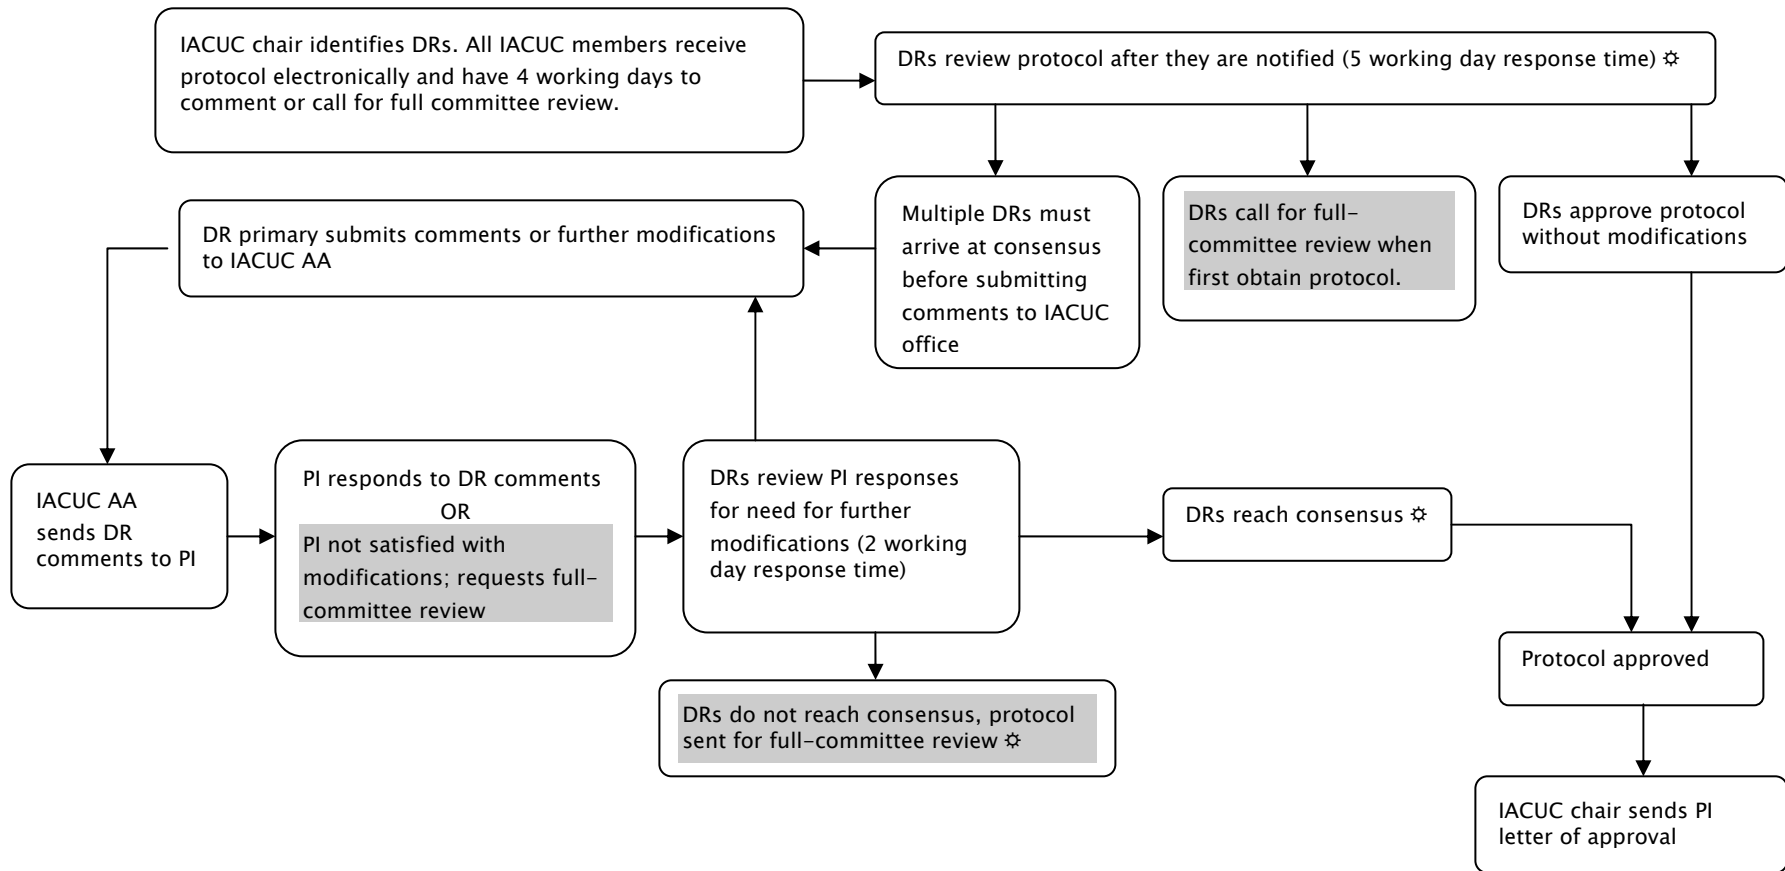 IACUC chair identifies DRs. All IACUC members receive
protocol electronically and have 4 working days to
comment or call for full committee review.
DRs review protocol after they are notified (5 working day response time) ☼
DR primary submits comments or further modifications
to IACUC AA
Multiple DRs must
arrive at consensus
before submitting
comments to IACUC
office
DRs call for full-
committee review when
first obtain protocol.
DRs approve protocol
without modifications
IACUC AA
sends DR
comments to PI
PI responds to DR comments
OR
PI not satisfied with
modifications; requests full-
committee review
DRs review PI responses
for need for further
modifications (2 working
day response time)
DRs reach consensus ☼
DRs do not reach consensus, protocol
sent for full-committee review ☼
Protocol approved
IACUC chair sends PI
letter of approval